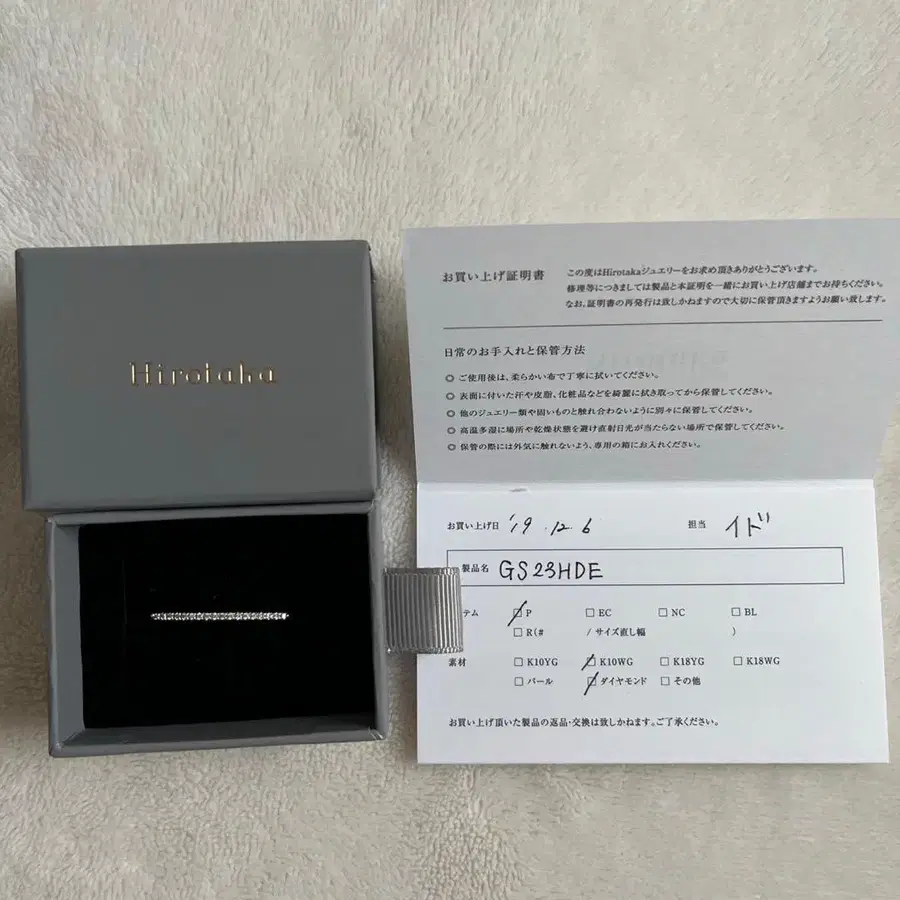 Hirotaka
お買い上げ証明書
この度はHirotakaジュエリーをお求め頂きありがとうございます。
修理等につきましては製品と本証明を一緒にお買い上げ店舗までお持ちください。
なお、証明書の再発行は致しかねますので大切に保管頂きますようお願い致します。
日常のお手入れと保管方法
◎ ご使用後は、柔らかい布で丁寧に拭いてください。
◎ 表面に付いた汗や皮脂、化粧品などを綺麗に拭き取ってから保管してください。
◎ 他のジュエリー類や固いものと触れ合わないように別々に保管してください。
◎ 高温多湿に場所や乾燥状態を避け直射日光が当たらない場所で保管してください。
◎ 保管の際には外気に触れないよう、専用の箱にお入れください。
お買い上げ日 '19 .12. 6 担当 イド
製品名 GS23HDE
テム ☑ P □ EC □ NC □ BL
□ R(# / サイズ直し幅 )
素材 □ K10YG ☑ K10WG □ K18YG □ K18WG
□ パール ☑ ダイヤモンド □ その他
お買い上げ頂いた製品の返品・交換は致しかねます。ご了承ください。